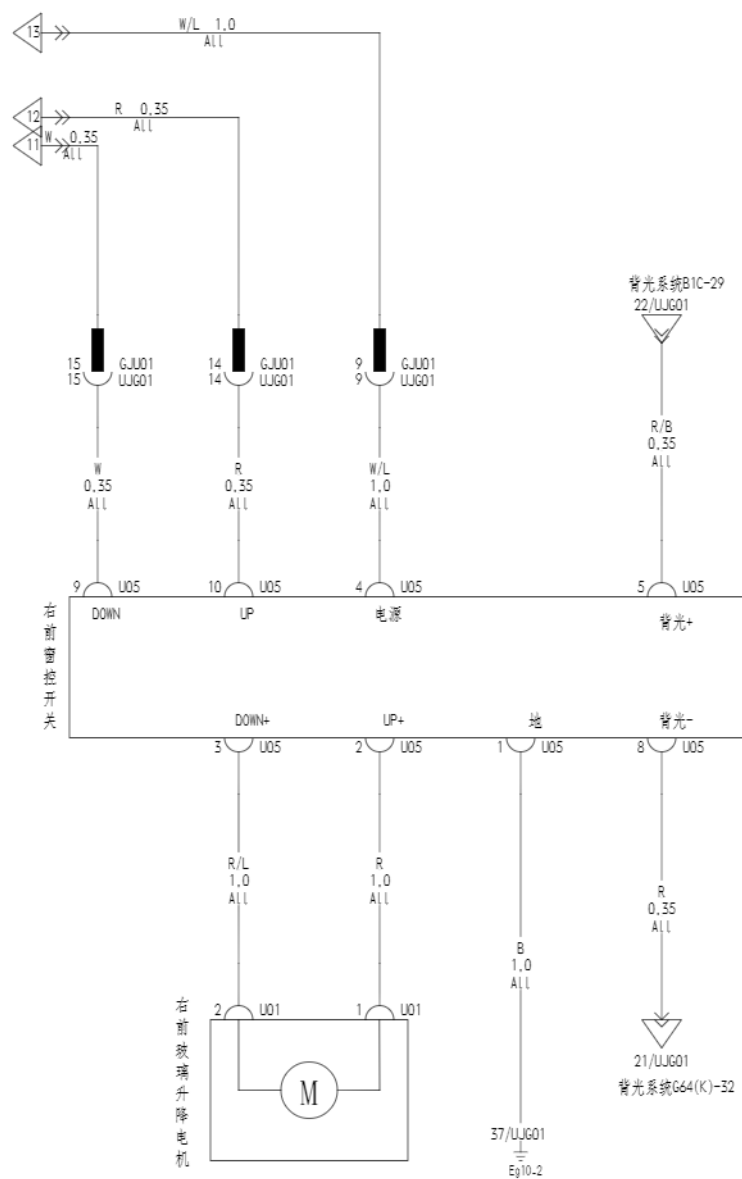 13
W/L 1,0
All
12
R 0,35
All
11
W 0,35
All
背光系统B1C-29
22/UJG01
15 GJU01
15 UJG01
14 GJU01
14 UJG01
9 GJU01
9 UJG01
R/B
0,35
All
W
0,35
All
R
0,35
All
W/L
1,0
All
9 U05
10 U05
4 U05
5 U05
右前窗控开关
DOWN
UP
电源
背光+
DOWN+
UP+
地
背光-
3 U05
2 U05
1 U05
8 U05
R/L
1,0
All
R
1,0
All
R
0,35
All
B
1,0
All
右前玻璃升降电机
2 U01
1 U01
M
21/UJG01
背光系统G64(K)-32
37/UJG01
Eg10-2